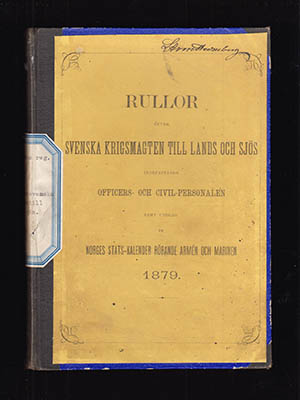 RULLOR
ÖFVER
SVENSKA KRIGSMAGTEN TILL LANDS OCH SJÖS
INNEFATTANDE
OFFICERS- OCH CIVIL-PERSONALEN
SAMT UTDRAG
UR
NORGES STATS-KALENDER RÖRANDE ARMÉN OCH MARINEN
1879.
reg.